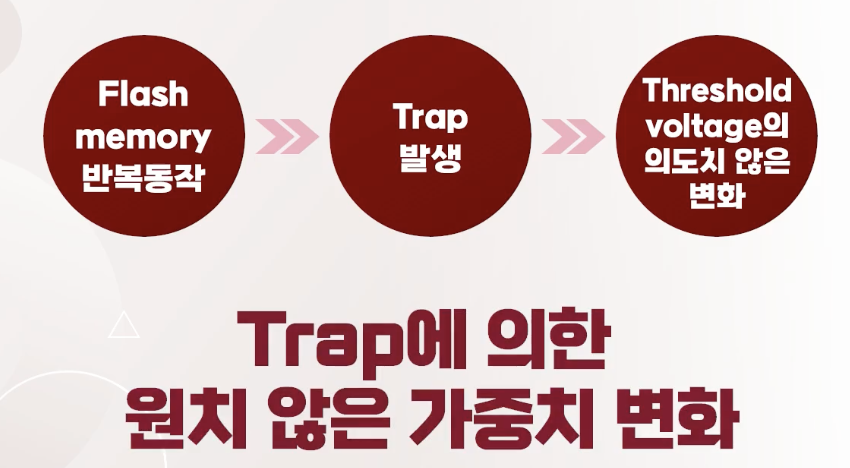 Flash
memory
반복동작
Trap
발생
Threshold
voltage의
의도치 않은
변화
Trap에 의한
원치 않은 가중치 변화